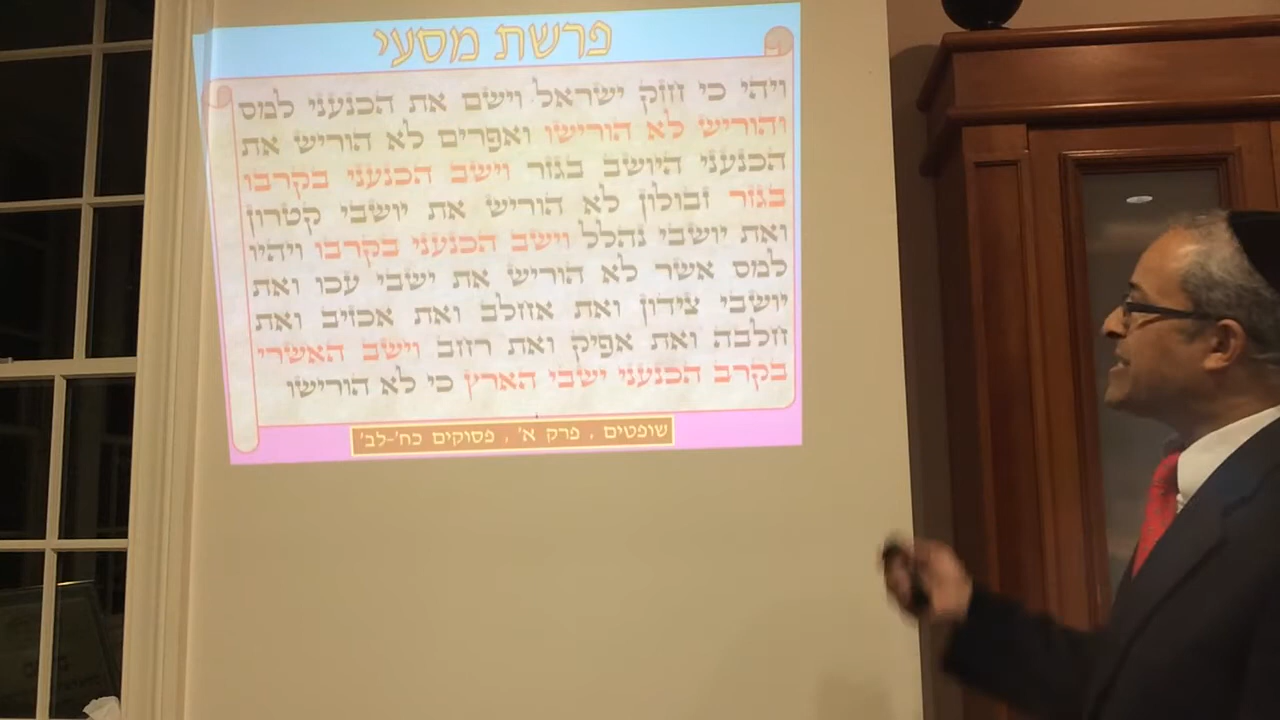 פרשת מסעי
ויהי כי חזק ישראל וישם את הכנעני למס
והוריש לא הורישו ואפרים לא הוריש את
הכנעני היושב בגזר וישב הכנעני בקרבו
בגזר זבולון לא הוריש את יושבי קטרון
ואת יושבי נהלל וישב הכנעני בקרבו ויהיו
למס אשר לא הוריש את ישבי עכו ואת
יושבי צידון ואת אחלב ואת אכזיב ואת
חלבה ואת אפיק ואת רחב וישב האשרי
בקרב הכנעני ישבי הארץ כי לא הורישו
שופטים , פרק א' , פסוקים כח'-לב'